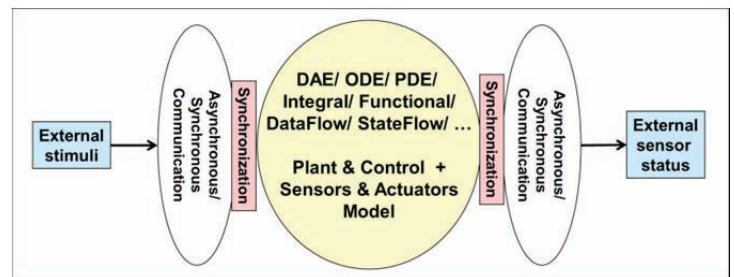 External
stimuli
Asynchronous/
Synchronous
Communication
Synchronization
DAE/ ODE/ PDE/
Integral/ Functional/
DataFlow/ StateFlow/ ...
Plant & Control +
Sensors & Actuators
Model
Synchronization
Asynchronous/
Synchronous
Communication
External
sensor
status